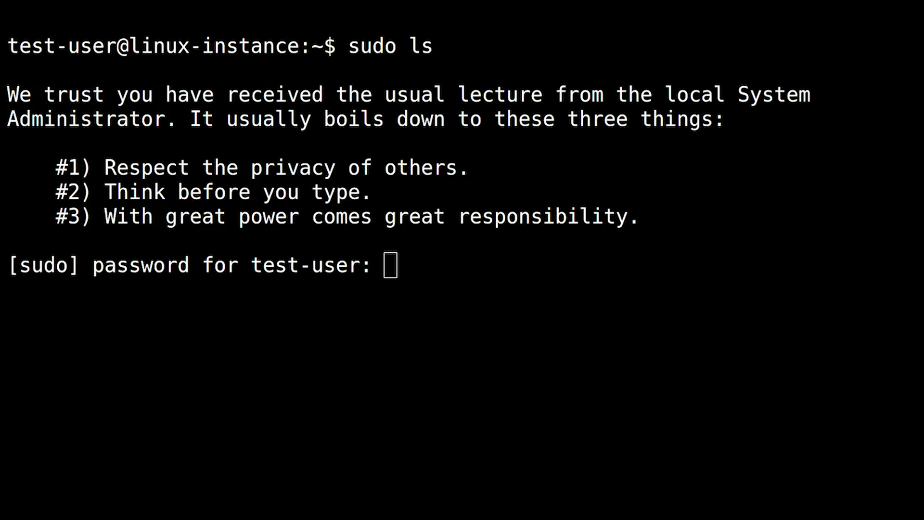 test-user@linux-instance:~$ sudo ls
We trust you have received the usual lecture from the local System
Administrator. It usually boils down to these three things:
#1) Respect the privacy of others.
#2) Think before you type.
#3) With great power comes great responsibility.
[sudo] password for test-user: